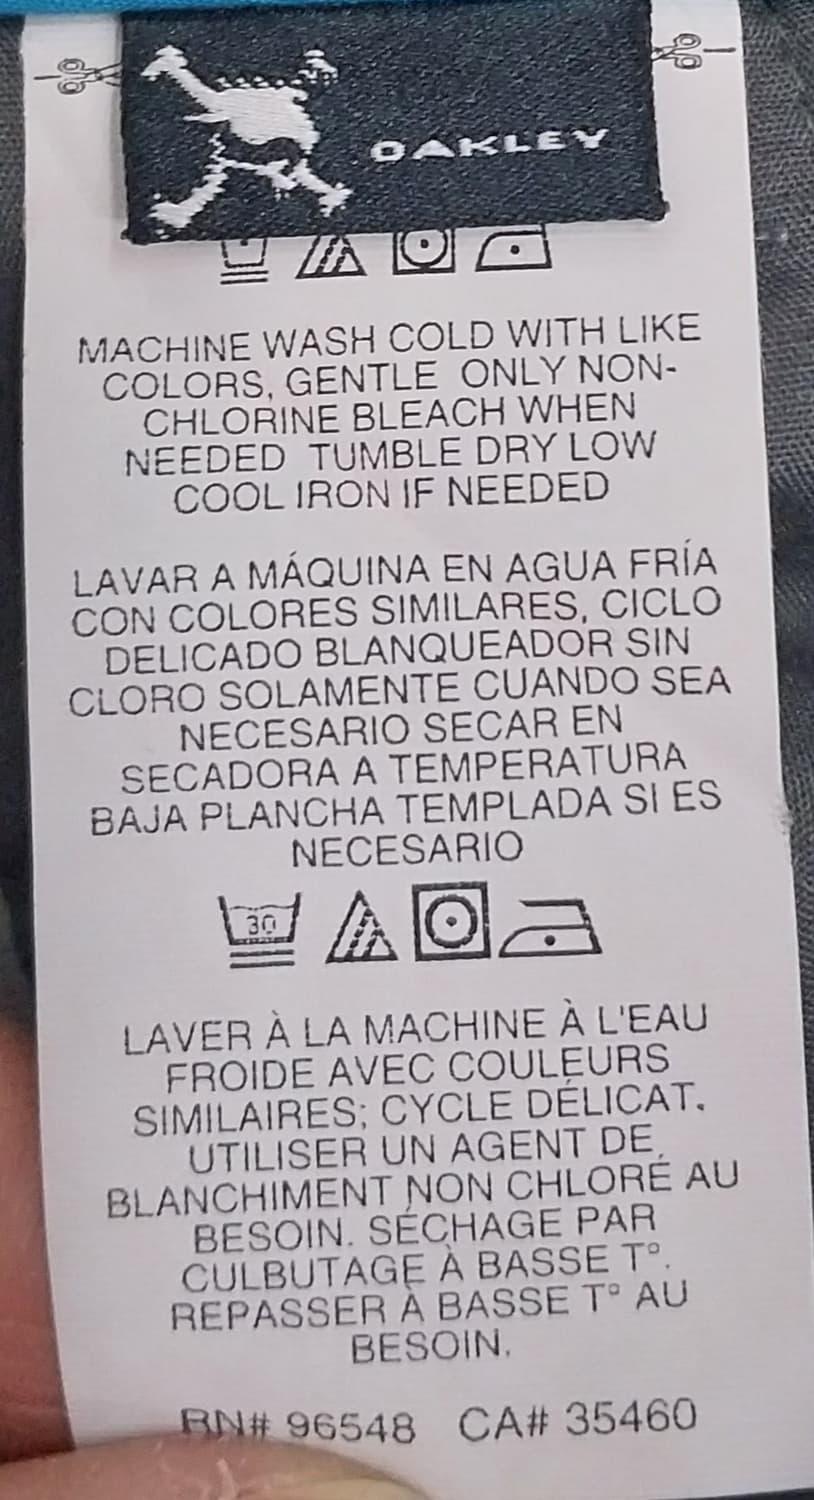 OAKLEY
MACHINE WASH COLD WITH LIKE
COLORS, GENTLE ONLY NON-
CHLORINE BLEACH WHEN
NEEDED TUMBLE DRY LOW
COOL IRON IF NEEDED
LAVAR A MÁQUINA EN AGUA FRÍA
CON COLORES SIMILARES, CICLO
DELICADO BLANQUEADOR SIN
CLORO SOLAMENTE CUANDO SEA
NECESARIO SECAR EN
SECADORA A TEMPERATURA
BAJA PLANCHA TEMPLADA SI ES
NECESARIO
30
LAVER À LA MACHINE À L'EAU
FROIDE AVEC COULEURS
SIMILAIRES; CYCLE DÉLICAT.
UTILISER UN AGENT DE
BLANCHIMENT NON CHLORÉ AU
BESOIN. SÉCHAGE PAR
CULBUTAGE À BASSE T°.
REPASSER À BASSE T° AU
BESOIN.
RN# 96548 CA# 35460